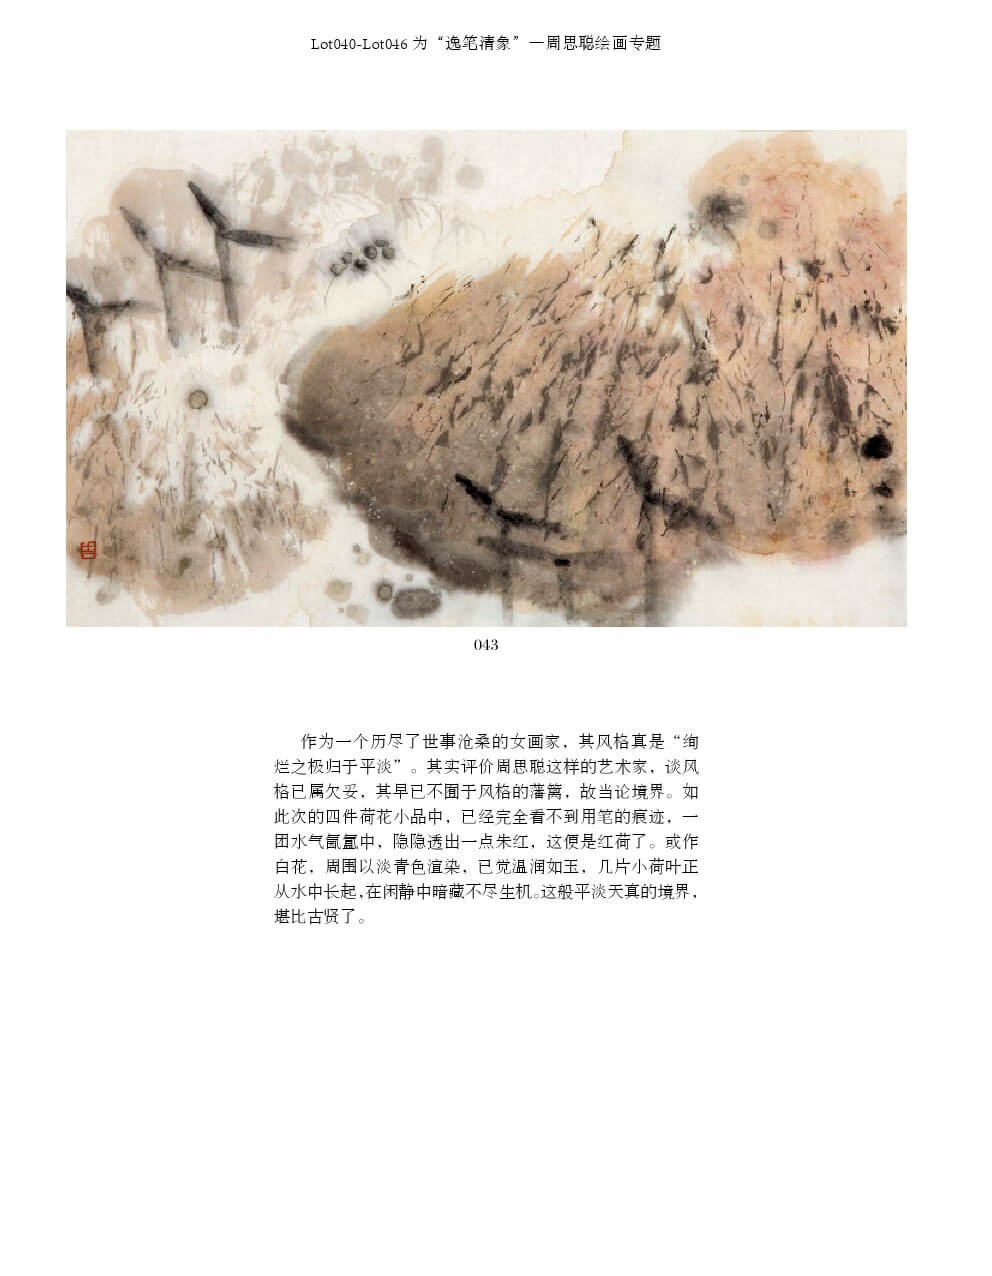 Lot040-Lot046 为“逸笔清象”—周思聪绘画专题
043
作为一个历尽了世事沧桑的女画家，其风格真是“绚
烂之极归于平淡”。其实评价周思聪这样的艺术家，谈风
格已属欠妥，其早已不囿于风格的藩篱，故当论境界。如
此次的四件荷花小品中，已经完全看不到用笔的痕迹，一
团水气氤氲中，隐隐透出一点朱红，这便是红荷了。或作
白花，周围以淡青色渲染，已觉温润如玉，几片小荷叶正
从水中长起，在闲静中暗藏不尽生机。这般平淡天真的境界，
堪比古贤了。